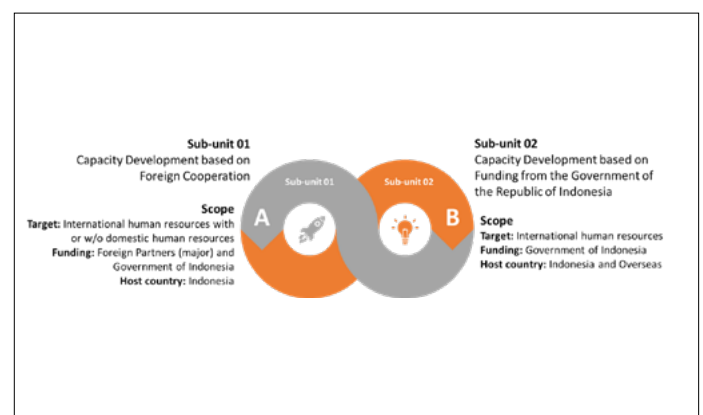 Sub-unit 01
Capacity Development based on
Foreign Cooperation
Scope
Target: International human resources with
or w/o domestic human resources
Funding: Foreign Partners (major) and
Government of Indonesia
Host country: Indonesia
Sub-unit 01
A
Sub-unit 02
B
Sub-unit 02
Capacity Development based on
Funding from the Government of
the Republic of Indonesia
Scope
Target: International human resources
Funding: Government of Indonesia
Host country: Indonesia and Overseas